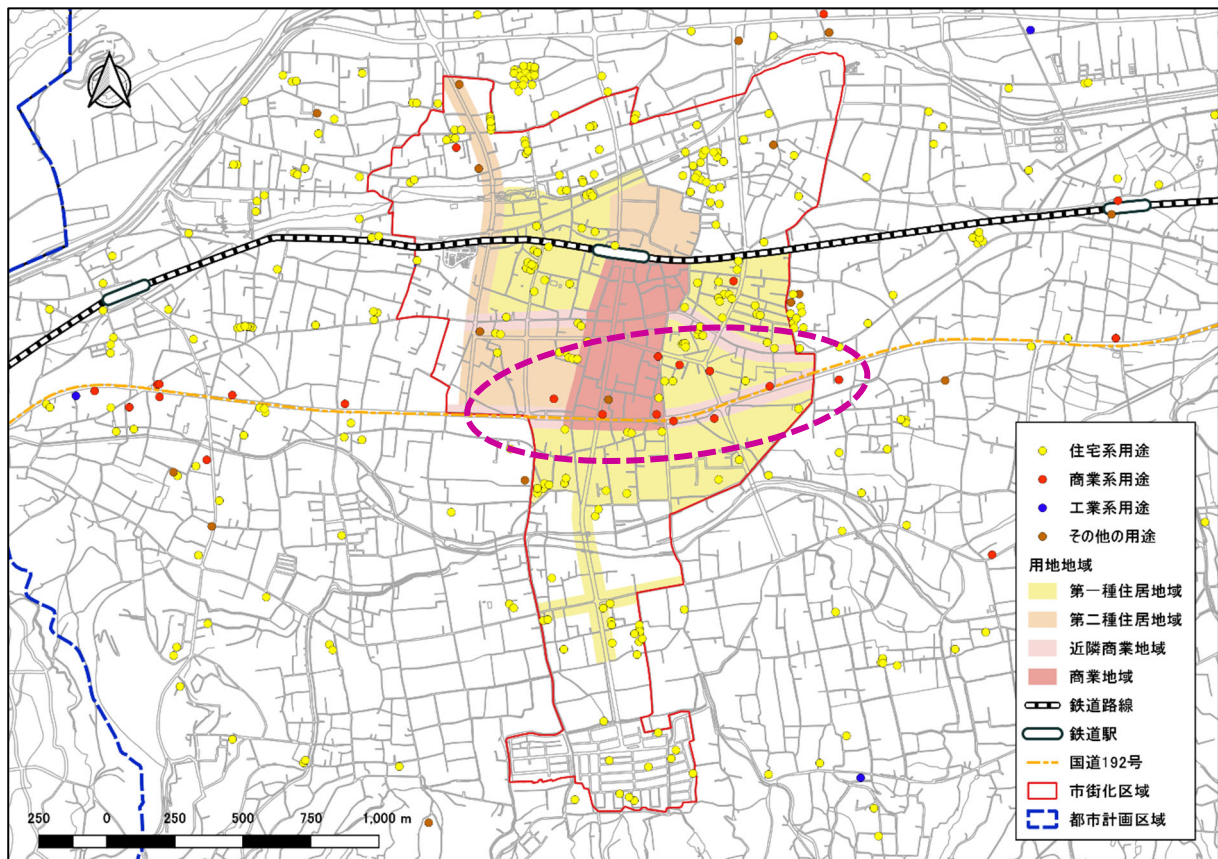 住宅系用途
商業系用途
工業系用途
その他の用途
用地地域
第一種住居地域
第二種住居地域
近隣商業地域
商業地域
鉄道路線
鉄道駅
国道192号
市街化区域
都市計画区域
250 0 250 500 750 1,000 m